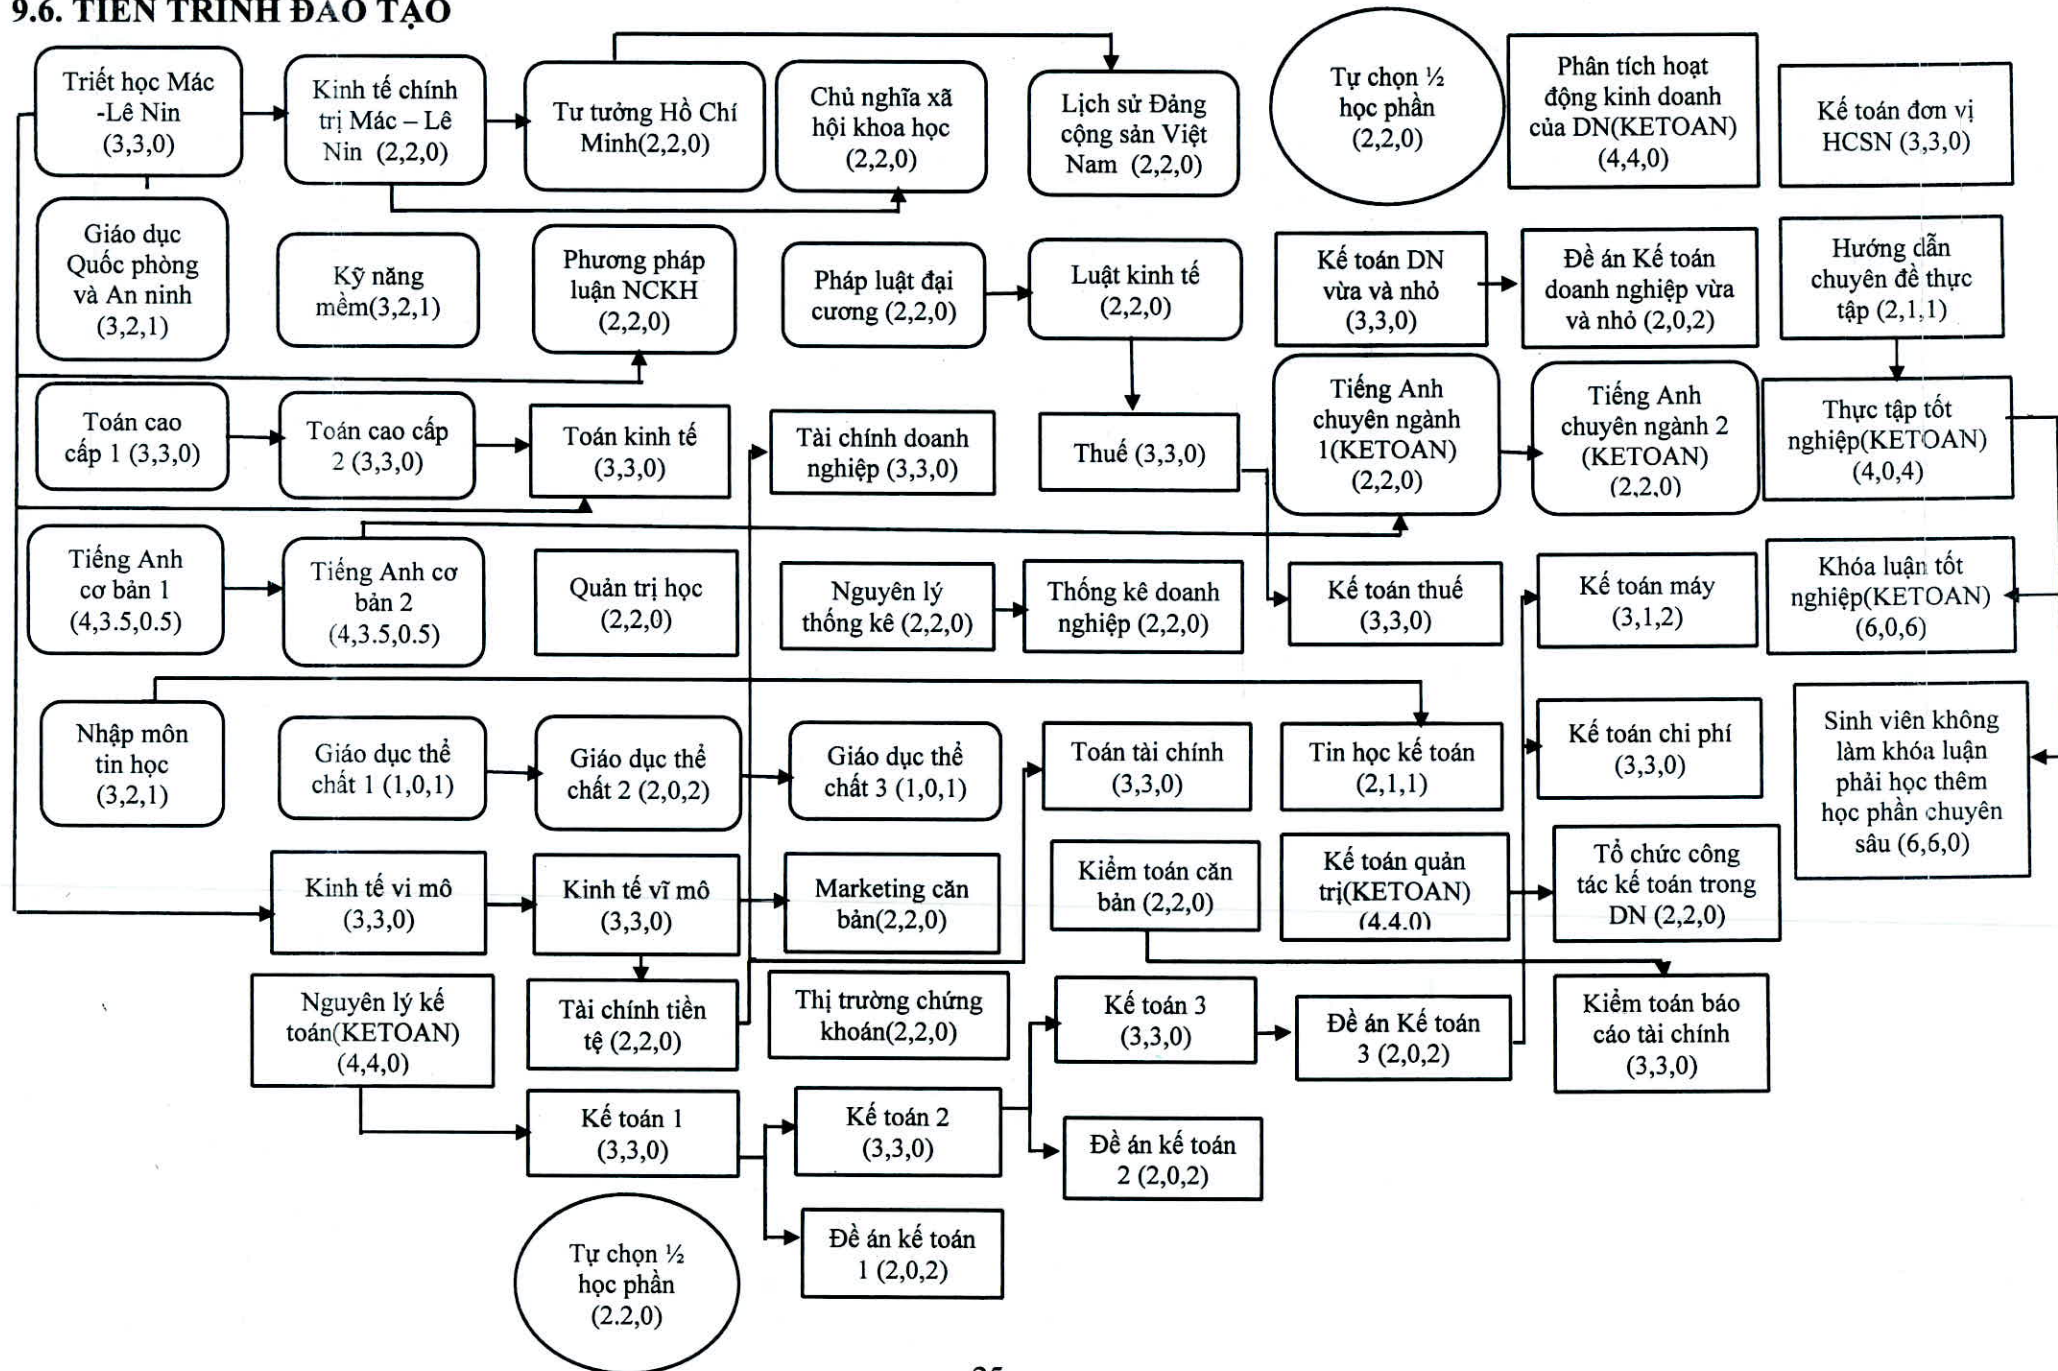 9.6. TIẾN TRÌNH ĐÀO TẠO
Triết học Mác
-Lê Nin
(3,3,0)
Kinh tế chính
trị Mác – Lê
Nin (2,2,0)
Tư tưởng Hồ Chí
Minh(2,2,0)
Chủ nghĩa xã
hội khoa học
(2,2,0)
Lịch sử Đảng
cộng sản Việt
Nam (2,2,0)
Tự chọn ½
học phần
(2,2,0)
Phân tích hoạt
động kinh doanh
của DN(KETOAN)
(4,4,0)
Kế toán đơn vị
HCSN (3,3,0)
Giáo dục
Quốc phòng
và An ninh
(3,2,1)
Kỹ năng
mềm(3,2,1)
Phương pháp
luận NCKH
(2,2,0)
Pháp luật đại
cương (2,2,0)
Luật kinh tế
(2,2,0)
Kế toán DN
vừa và nhỏ
(3,3,0)
Đề án Kế toán
doanh nghiệp vừa
và nhỏ (2,0,2)
Hướng dẫn
chuyên đề thực
tập (2,1,1)
Toán cao
cấp 1 (3,3,0)
Toán cao cấp
2 (3,3,0)
Toán kinh tế
(3,3,0)
Tài chính doanh
nghiệp (3,3,0)
Thuế (3,3,0)
Tiếng Anh
chuyên ngành
1(KETOAN)
(2,2,0)
Tiếng Anh
chuyên ngành 2
(KETOAN)
(2,2,0)
Thực tập tốt
nghiệp(KETOAN)
(4,0,4)
Tiếng Anh
cơ bản 1
(4,3.5,0.5)
Tiếng Anh cơ
bản 2
(4,3.5,0.5)
Quản trị học
(2,2,0)
Nguyên lý
thống kê (2,2,0)
Thống kê doanh
nghiệp (2,2,0)
Kế toán thuế
(3,3,0)
Kế toán máy
(3,1,2)
Khóa luận tốt
nghiệp(KETOAN)
(6,0,6)
Nhập môn
tin học
(3,2,1)
Giáo dục thể
chất 1 (1,0,1)
Giáo dục thể
chất 2 (2,0,2)
Giáo dục thể
chất 3 (1,0,1)
Toán tài chính
(3,3,0)
Tin học kế toán
(2,1,1)
Kế toán chi phí
(3,3,0)
Sinh viên không
làm khóa luận
phải học thêm
học phần chuyên
sâu (6,6,0)
Kinh tế vi mô
(3,3,0)
Kinh tế vĩ mô
(3,3,0)
Marketing căn
bản(2,2,0)
Kiểm toán căn
bản (2,2,0)
Kế toán quản
trị(KETOAN)
(4.4.0)
Tổ chức công
tác kế toán trong
DN (2,2,0)
Nguyên lý kế
toán(KETOAN)
(4,4,0)
Tài chính tiền
tệ (2,2,0)
Thị trường chứng
khoán(2,2,0)
Kế toán 3
(3,3,0)
Đề án Kế toán
3 (2,0,2)
Kiểm toán báo
cáo tài chính
(3,3,0)
Kế toán 1
(3,3,0)
Kế toán 2
(3,3,0)
Đề án kế toán
2 (2,0,2)
Tự chọn ½
học phần
(2.2,0)
Đề án kế toán
1 (2,0,2)